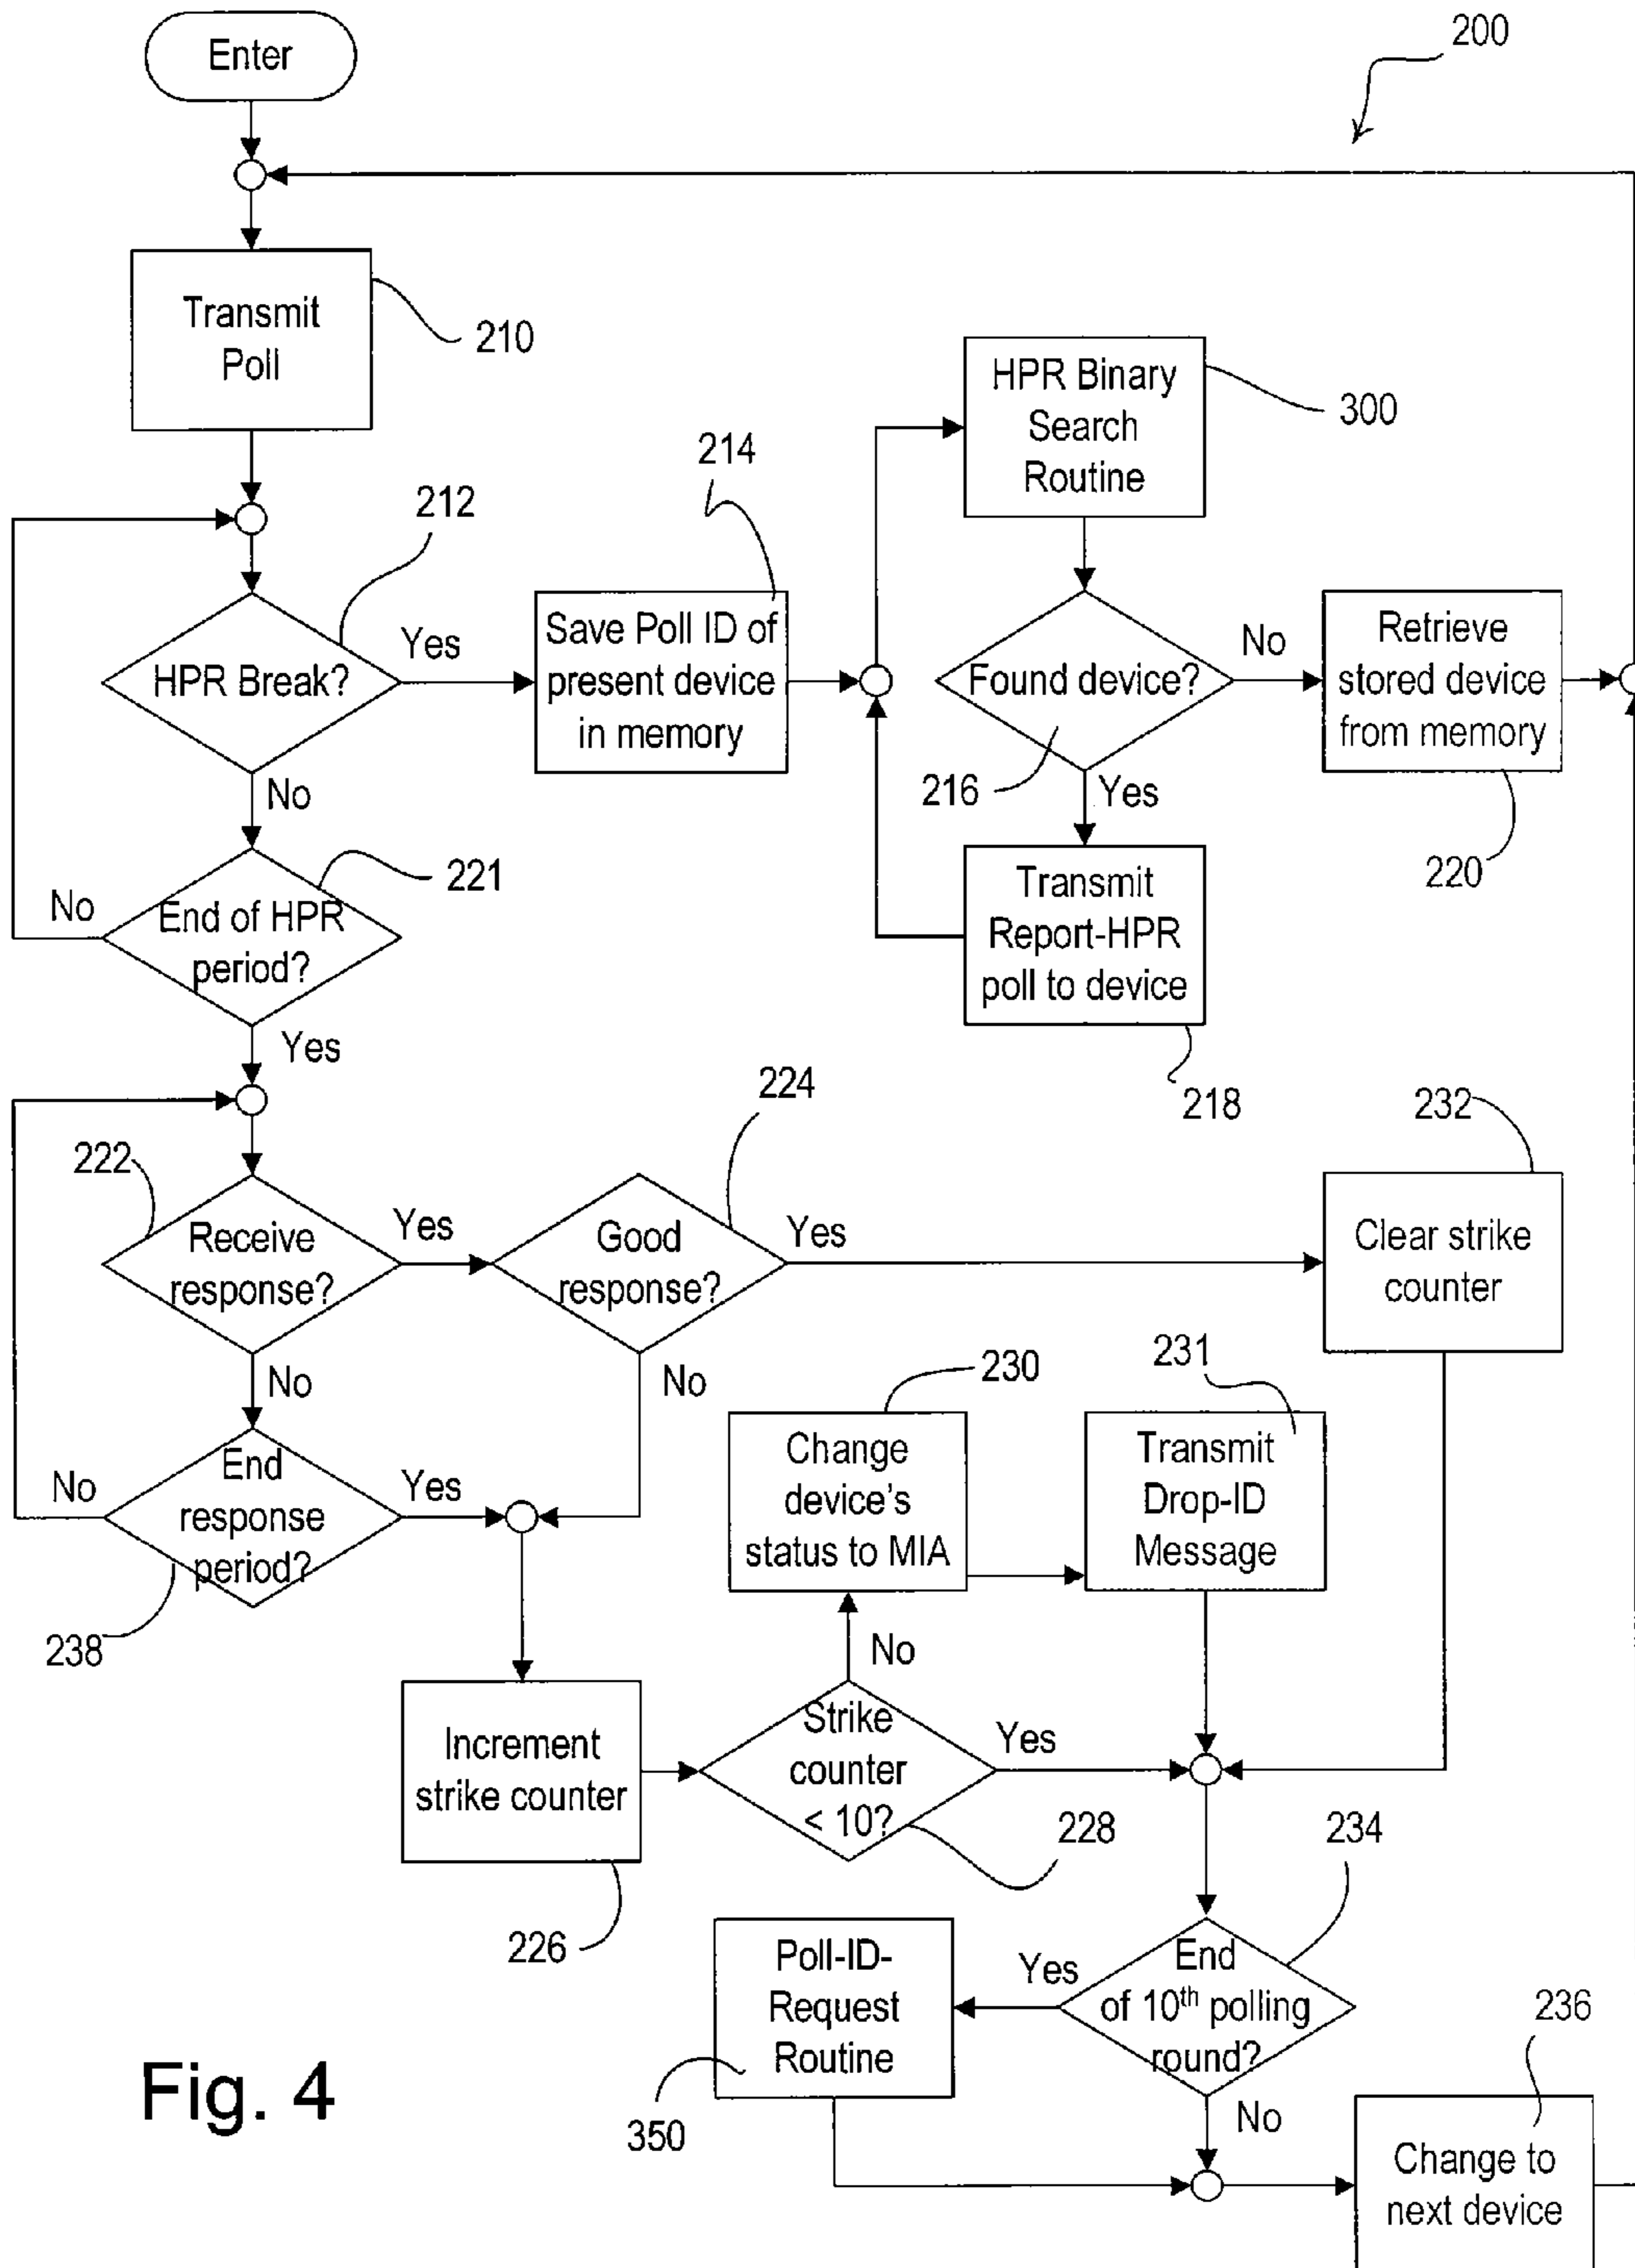 Enter
200
Transmit
Poll
210
HPR Binary
Search
Routine
300
214
212
HPR Break?
Yes
Save Poll ID of
present device
in memory
Found device?
No
Retrieve
stored device
from memory
216
Yes
220
No
221
End of HPR
period?
No
Transmit
Report-HPR
poll to device
218
Yes
224
232
222
Receive
response?
Yes
Good
response?
Yes
Clear strike
counter
No
No
230
231
End
response
period?
No
Yes
Change
device's
status to MIA
Transmit
Drop-ID
Message
238
No
Increment
strike counter
Strike
counter
< 10?
Yes
228
234
226
Poll-ID-
Request
Routine
Yes
End
of 10th polling
round?
236
350
No
Change to
next device
Fig. 4